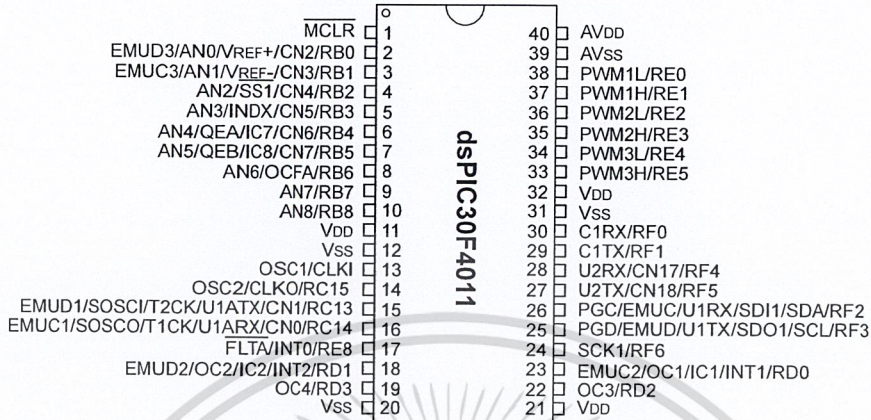 MCLR 1 40 AVDD
EMUD3/AN0/VREF+/CN2/RB0 2 39 AVSS
EMUC3/AN1/VREF-/CN3/RB1 3 38 PWM1L/RE0
AN2/SS1/CN4/RB2 4 37 PWM1H/RE1
AN3/INDX/CN5/RB3 5 36 PWM2L/RE2
AN4/QEA/IC7/CN6/RB4 6 35 PWM2H/RE3
AN5/QEB/IC8/CN7/RB5 7 34 PWM3L/RE4
AN6/OCFA/RB6 8 33 PWM3H/RE5
AN7/RB7 9 32 VDD
AN8/RB8 10 31 VSS
VDD 11 30 C1RX/RF0
VSS 12 29 C1TX/RF1
OSC1/CLKI 13 28 U2RX/CN17/RF4
OSC2/CLKO/RC15 14 27 U2TX/CN18/RF5
EMUD1/SOSCI/T2CK/U1ATX/CN1/RC13 15 26 PGC/EMUC/U1RX/SDI1/SDA/RF2
EMUC1/SOSCO/T1CK/U1ARX/CN0/RC14 16 25 PGD/EMUD/U1TX/SDO1/SCL/RF3
FLTA/INT0/RE8 17 24 SCK1/RF6
EMUD2/OC2/IC2/INT2/RD1 18 23 EMUC2/OC1/IC1/INT1/RD0
OC4/RD3 19 22 OC3/RD2
VSS 20 21 VDD
dsPIC30F4011